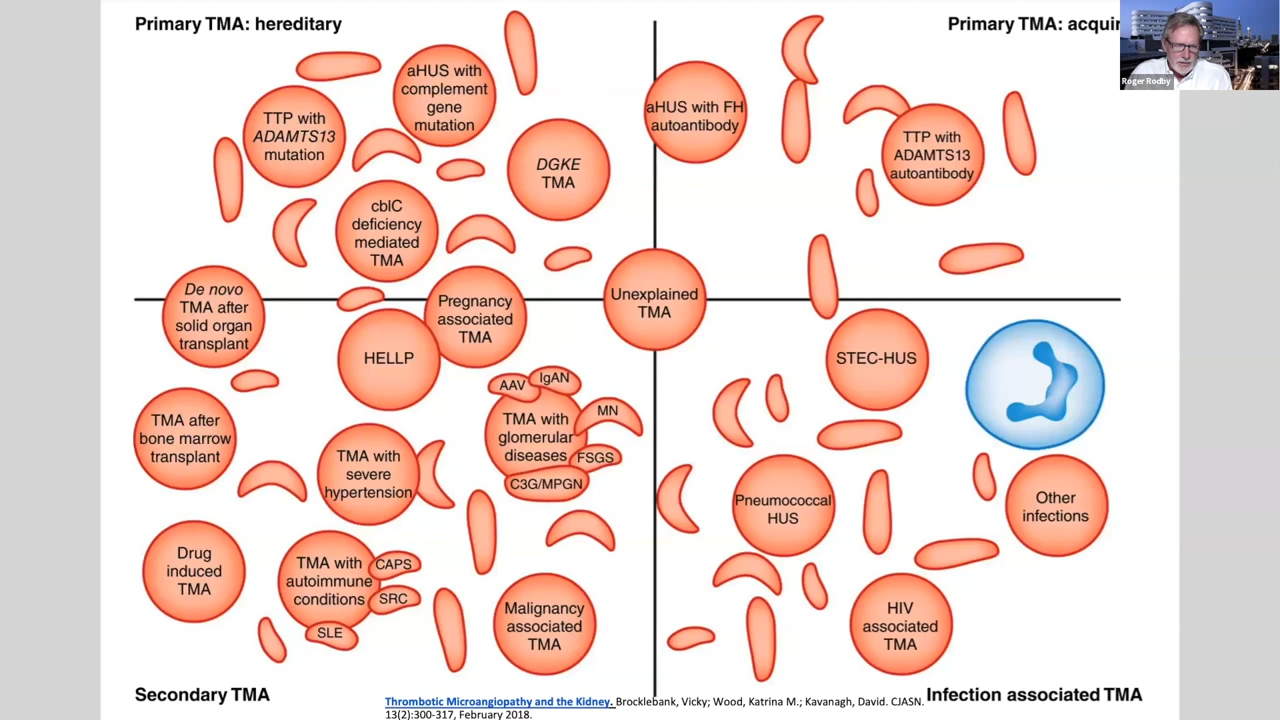 Primary TMA: hereditary
Primary TMA: acquir
Roger Rodby
aHUS with
complement
gene
mutation
TTP with
ADAMTS13
mutation
DGKE
TMA
cblC
deficiency
mediated
TMA
aHUS with FH
autoantibody
TTP with
ADAMTS13
autoantibody
Unexplained
TMA
De novo
TMA after
solid organ
transplant
Pregnancy
associated
TMA
HELLP
AAV
IgAN
MN
TMA with
glomerular
diseases
FSGS
C3G/MPGN
TMA after
bone marrow
transplant
TMA with
severe
hypertension
Drug
induced
TMA
TMA with
autoimmune
conditions
CAPS
SRC
SLE
Malignancy
associated
TMA
STEC-HUS
Pneumococcal
HUS
Other
infections
HIV
associated
TMA
Secondary TMA
Infection associated TMA
Thrombotic Microangiopathy and the Kidney. Brocklebank, Vicky; Wood, Katrina M.; Kavanagh, David. CJASN.
13(2):300-317, February 2018.